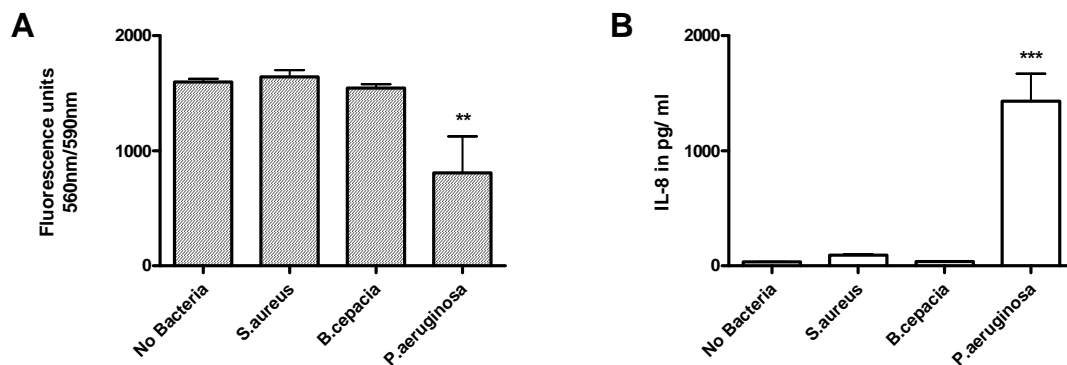 A
2000
1000
0
Fluorescence units
560nm/590nm
**
No Bacteria
S.aureus
B.cepacia
P.aeruginosa
B
2000
1000
0
IL-8 in pg/ ml
***
No Bacteria
S.aureus
B.cepacia
P.aeruginosa